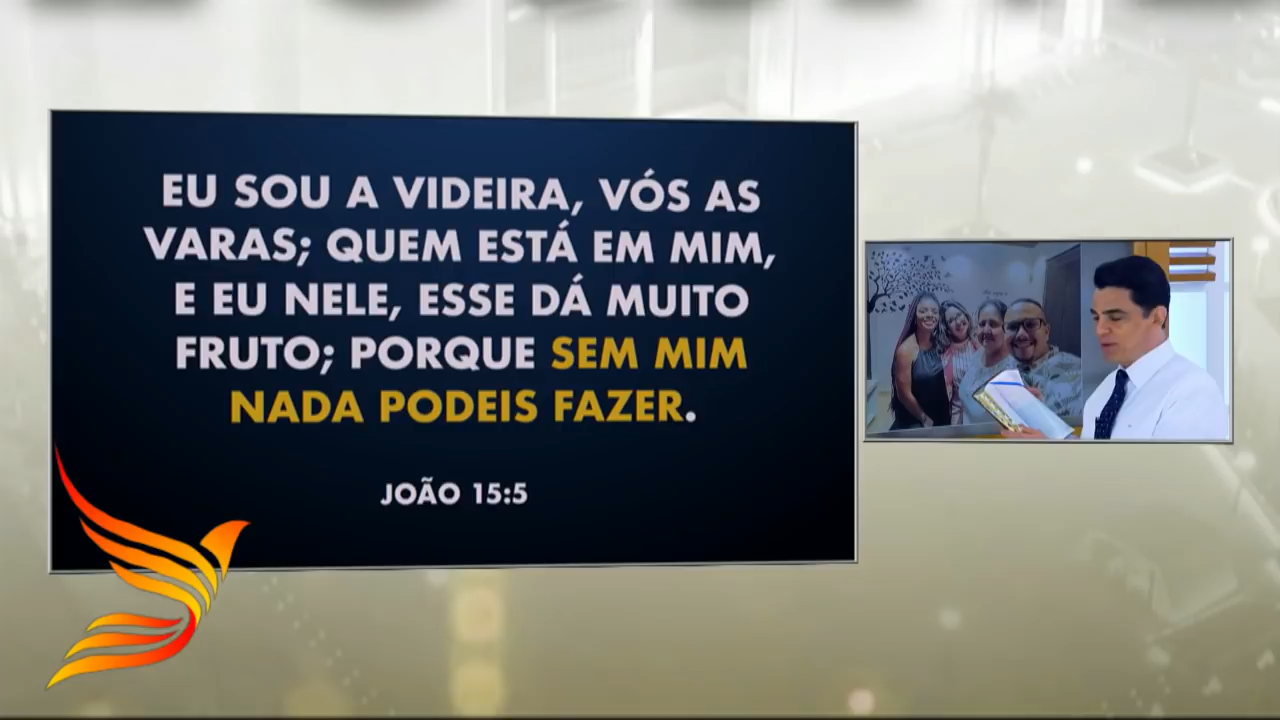 EU SOU A VIDEIRA, VÓS AS
VARAS; QUEM ESTÁ EM MIM,
E EU NELE, ESSE DÁ MUITO
FRUTO; PORQUE SEM MIM
NADA PODEIS FAZER.
JOÃO 15:5